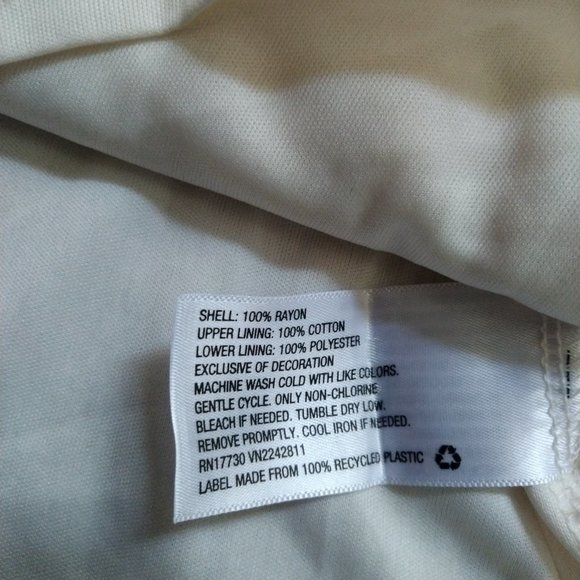 SHELL: 100% RAYON
UPPER LINING: 100% COTTON
LOWER LINING: 100% POLYESTER
EXCLUSIVE OF DECORATION
MACHINE WASH COLD WITH LIKE COLORS.
GENTLE CYCLE. ONLY NON-CHLORINE
BLEACH IF NEEDED. TUMBLE DRY LOW.
REMOVE PROMPTLY. COOL IRON IF NEEDED.
RN17730 VN2242811
LABEL MADE FROM 100% RECYCLED PLASTIC